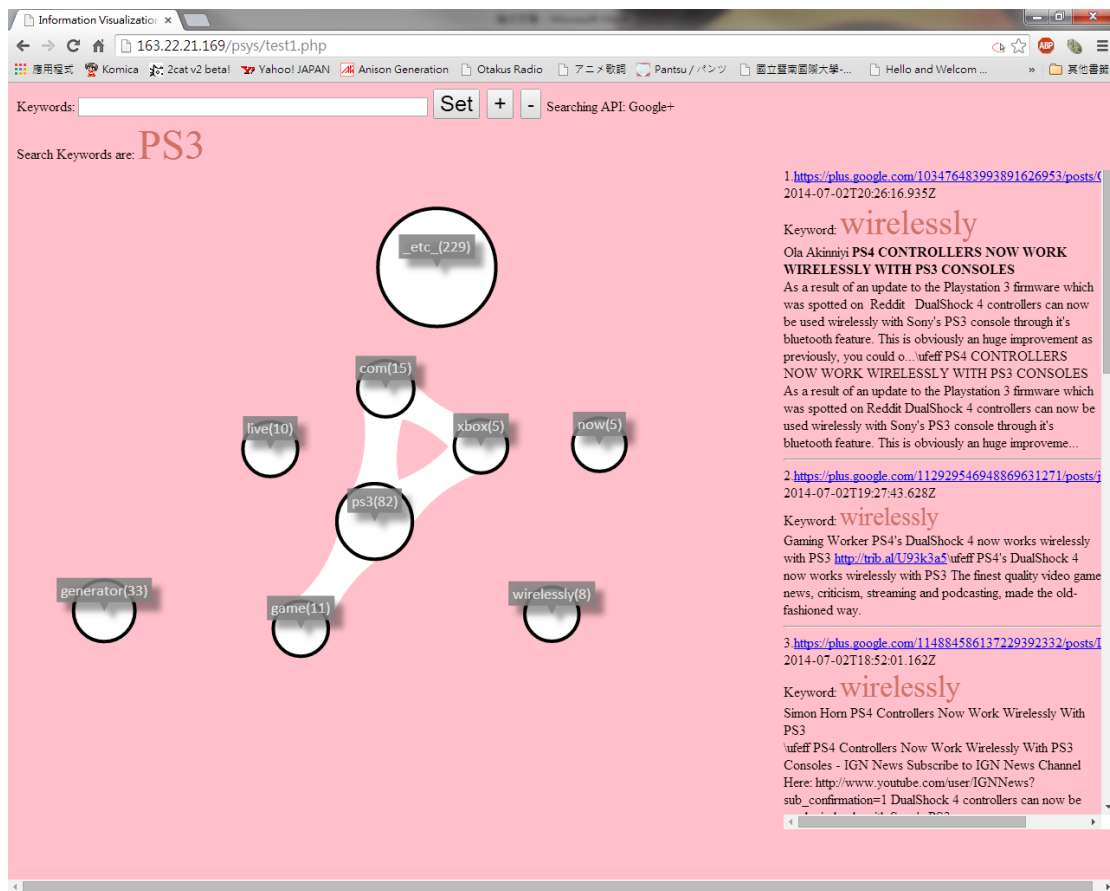 Information Visualization
163.22.21.169/psys/test1.php
ABP
應用程式 Komica 2cat v2 beta! Yahoo! JAPAN Anison Generation Otakus Radio アニメ歌詞 Pantsu / パンツ 國立暨南國際大學-... Hello and Welcom ... » 其他書籤
Keywords: Set + - Searching API: Google+
Search Keywords are: PS3
_etc_(229)
com(15)
live(10)
xbox(5)
now(5)
ps3(82)
generator(33)
game(11)
wirelessly(8)
1.https://plus.google.com/103476483993891626953/posts/
2014-07-02T20:26:16.935Z
Keyword: wirelessly
Ola Akinniyi PS4 CONTROLLERS NOW WORK
WIRELESSLY WITH PS3 CONSOLES
As a result of an update to the Playstation 3 firmware which
was spotted on Reddit DualShock 4 controllers can now
be used wirelessly with Sony's PS3 console through it's
bluetooth feature. This is obviously an huge improvement as
previously, you could o...\ufeff PS4 CONTROLLERS
NOW WORK WIRELESSLY WITH PS3 CONSOLES
As a result of an update to the Playstation 3 firmware which
was spotted on Reddit DualShock 4 controllers can now be
used wirelessly with Sony's PS3 console through it's
bluetooth feature. This is obviously an huge improveme...
2.https://plus.google.com/112929546948869631271/posts/j
2014-07-02T19:27:43.628Z
Keyword: wirelessly
Gaming Worker PS4's DualShock 4 now works wirelessly
with PS3 http://trib.al/U93k3a5\ufeff PS4's DualShock 4
now works wirelessly with PS3 The finest quality video game
news, criticism, streaming and podcasting, made the old-
fashioned way.
3.https://plus.google.com/114884586137229392332/posts/
2014-07-02T18:52:01.162Z
Keyword: wirelessly
Simon Horn PS4 Controllers Now Work Wirelessly With
PS3
\ufeff PS4 Controllers Now Work Wirelessly With PS3
Consoles - IGN News Subscribe to IGN News Channel
Here: http://www.youtube.com/user/IGNNews?
sub_confirmation=1 DualShock 4 controllers can now be